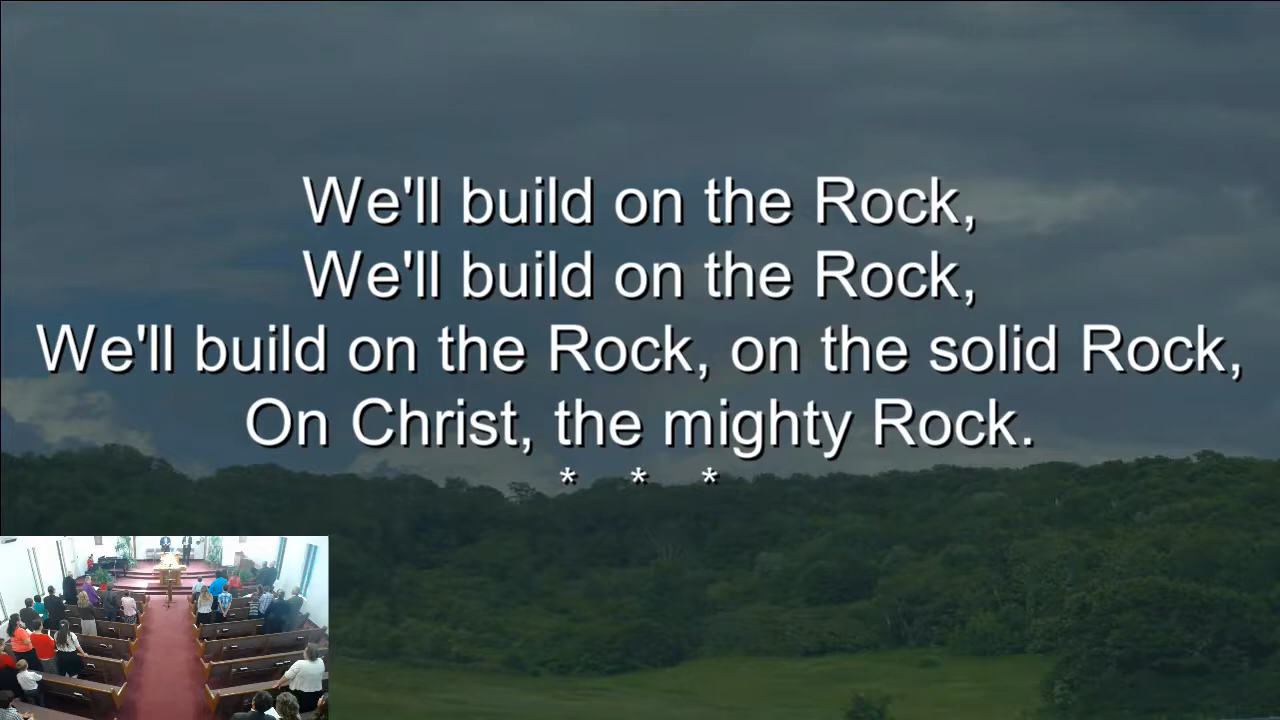 We'll build on the Rock,
We'll build on the Rock,
We'll build on the Rock, on the solid Rock,
On Christ, the mighty Rock.
* * *